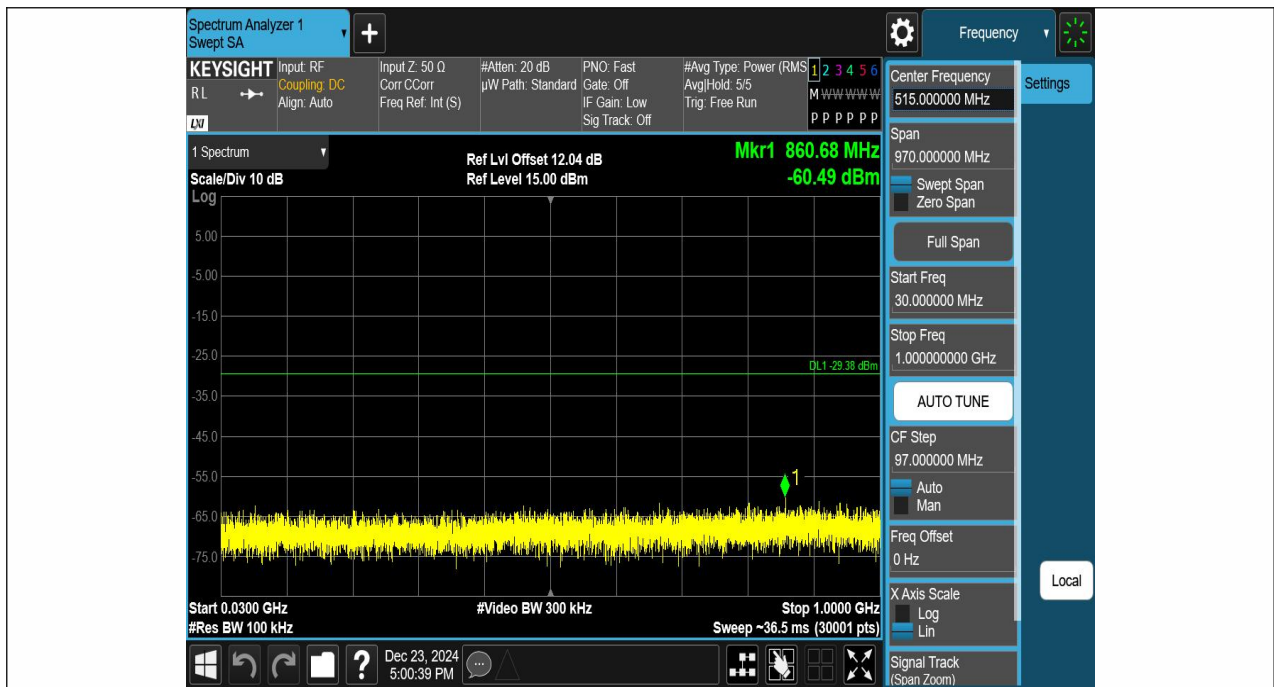 Spectrum Analyzer 1
Swept SA
+
Frequency
KEYSIGHT
R L
LXI
Input: RF
Coupling: DC
Align: Auto
Input Z: 50 Ω
Corr CCorr
Freq Ref: Int (S)
#Atten: 20 dB
µW Path: Standard
PNO: Fast
Gate: Off
IF Gain: Low
Sig Track: Off
#Avg Type: Power (RMS
Avg|Hold: 5/5
Trig: Free Run
1 2 3 4 5 6
M W W W W W
P P P P P P
1 Spectrum
Scale/Div 10 dB
Log
Ref Lvl Offset 12.04 dB
Ref Level 15.00 dBm
Mkr1 860.68 MHz
-60.49 dBm
5.00
-5.00
-15.0
-25.0
DL1 -29.38 dBm
-35.0
-45.0
-55.0
1
-65.0
-75.0
Start 0.0300 GHz
#Res BW 100 kHz
#Video BW 300 kHz
Stop 1.0000 GHz
Sweep ~36.5 ms (30001 pts)
Center Frequency
515.000000 MHz
Span
970.000000 MHz
Swept Span
Zero Span
Full Span
Start Freq
30.000000 MHz
Stop Freq
1.000000000 GHz
AUTO TUNE
CF Step
97.000000 MHz
Auto
Man
Freq Offset
0 Hz
X Axis Scale
Log
Lin
Signal Track
(Span Zoom)
Settings
Local
?
Dec 23, 2024
5:00:39 PM